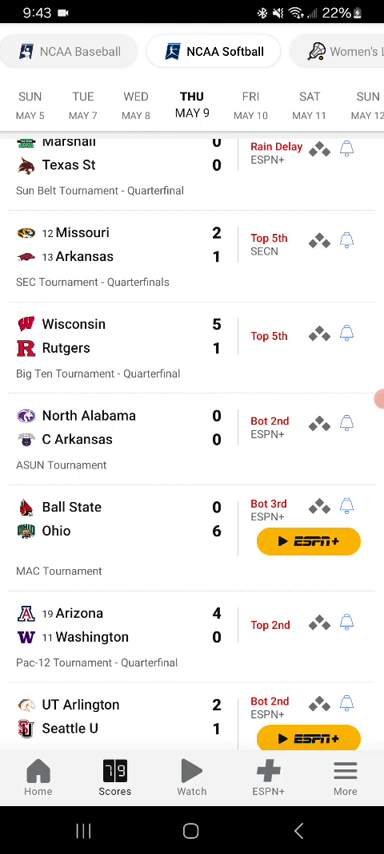 9:43 22%
NCAA Baseball NCAA Softball Women's L
SUN TUE WED THU FRI SAT SUN
MAY 5 MAY 7 MAY 8 MAY 9 MAY 10 MAY 11 MAY 12
Marshall 0 Rain Delay
Texas St 0 ESPN+
Sun Belt Tournament - Quarterfinal
12 Missouri 2 Top 5th
13 Arkansas 1 SECN
SEC Tournament - Quarterfinals
Wisconsin 5 Top 5th
Rutgers 1
Big Ten Tournament - Quarterfinal
North Alabama 0 Bot 2nd
C Arkansas 0 ESPN+
ASUN Tournament
Ball State 0 Bot 3rd
ESPN+
Ohio 6 ESPN+
MAC Tournament
19 Arizona 4 Top 2nd
11 Washington 0
Pac-12 Tournament - Quarterfinal
UT Arlington 2 Bot 2nd
ESPN+
Seattle U 1 ESPN+
Home Scores Watch ESPN+ More